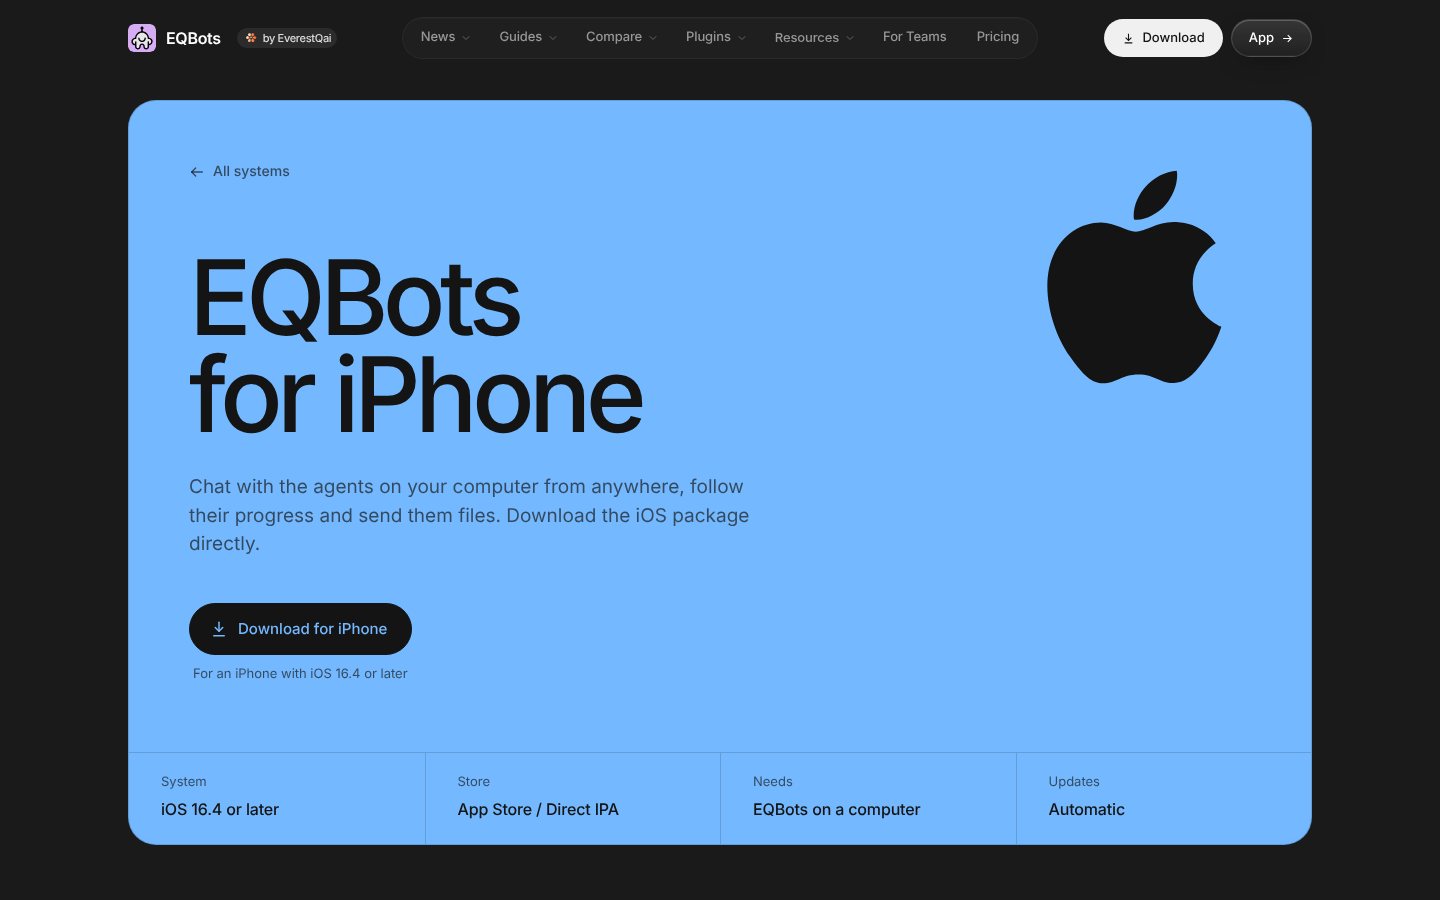 EQBots
by EverestQai
News
Guides
Compare
Plugins
Resources
For Teams
Pricing
Download
App →
← All systems
EQBots
for iPhone
Chat with the agents on your computer from anywhere, follow
their progress and send them files. Download the iOS package
directly.
Download for iPhone
For an iPhone with iOS 16.4 or later
System
iOS 16.4 or later
Store
App Store / Direct IPA
Needs
EQBots on a computer
Updates
Automatic